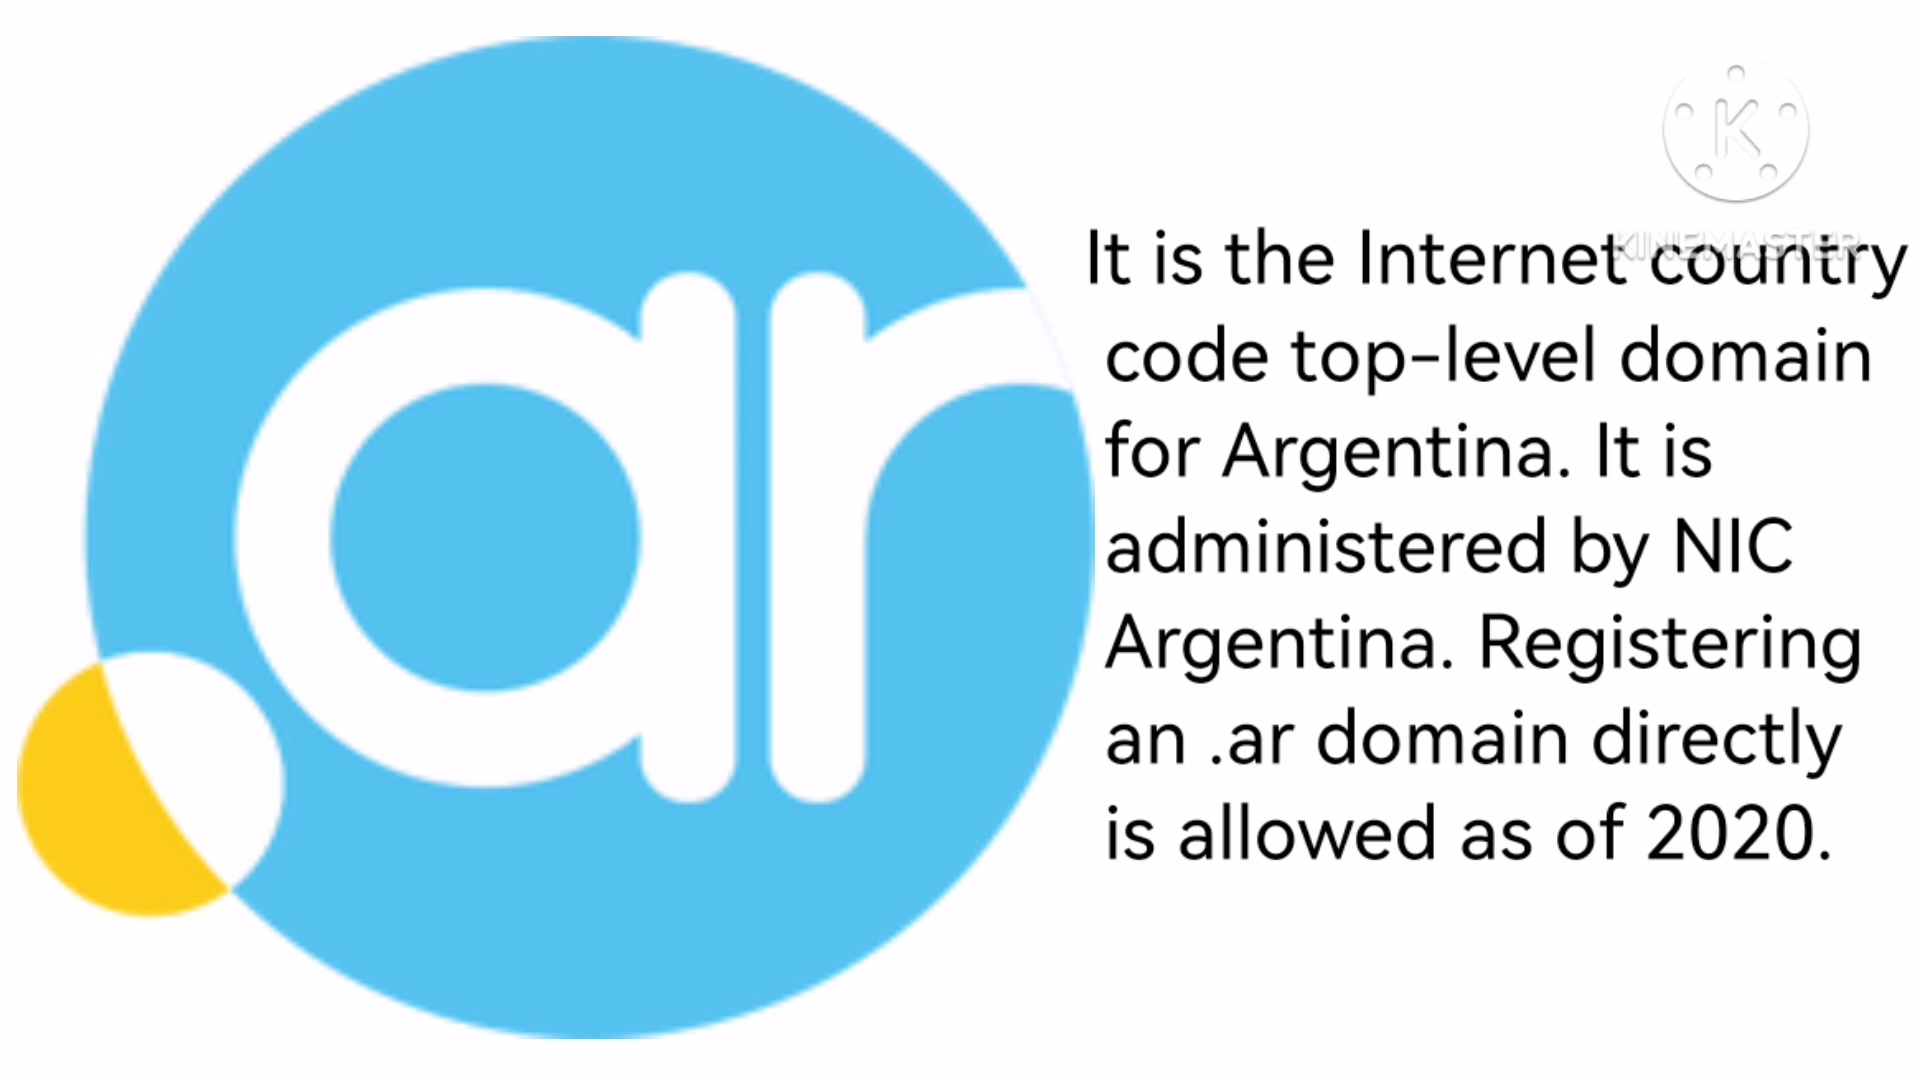 .ar
K
KINEMASTER
It is the Internet country
code top-level domain
for Argentina. It is
administered by NIC
Argentina. Registering
an .ar domain directly
is allowed as of 2020.